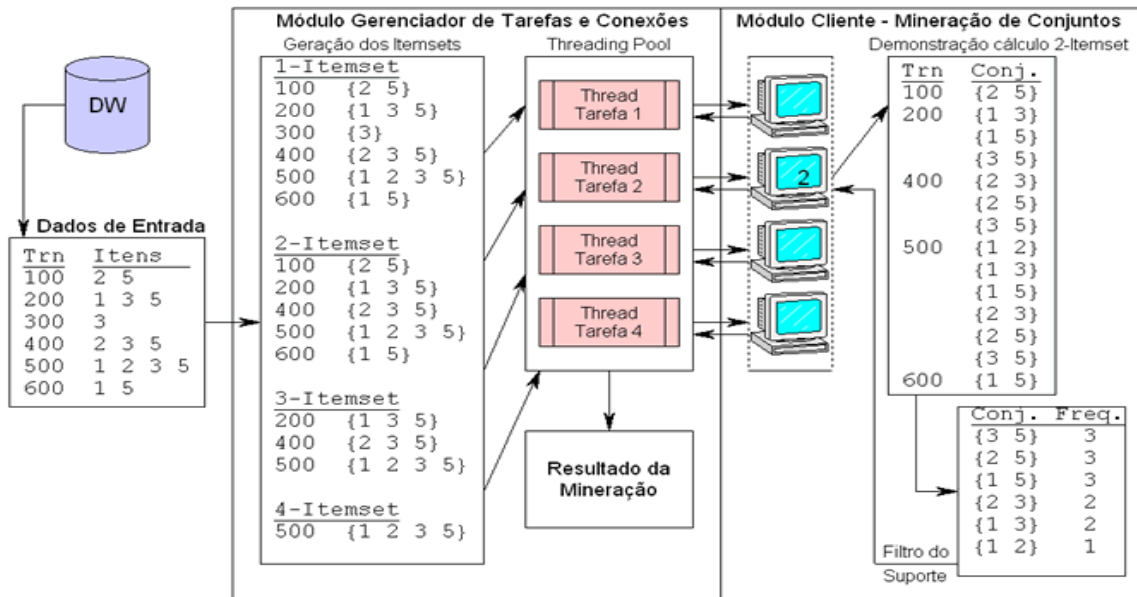 Módulo Gerenciador de Tarefas e Conexões
Módulo Cliente - Mineração de Conjuntos
DW
Dados de Entrada
Trn Itens
100 2 5
200 1 3 5
300 3
400 2 3 5
500 1 2 3 5
600 1 5
Geração dos Itemsets
1-Itemset
100 {2 5}
200 {1 3 5}
300 {3}
400 {2 3 5}
500 {1 2 3 5}
600 {1 5}
2-Itemset
100 {2 5}
200 {1 3 5}
400 {2 3 5}
500 {1 2 3 5}
600 {1 5}
3-Itemset
200 {1 3 5}
400 {2 3 5}
500 {1 2 3 5}
4-Itemset
500 {1 2 3 5}
Threading Pool
Thread
Tarefa 1
Thread
Tarefa 2
Thread
Tarefa 3
Thread
Tarefa 4
Resultado da
Mineração
2
Demonstração cálculo 2-Itemset
Trn Conj.
100 {2 5}
200 {1 3}
{1 5}
{3 5}
400 {2 3}
{2 5}
{3 5}
500 {1 2}
{1 3}
{1 5}
{2 3}
{2 5}
{3 5}
600 {1 5}
Conj. Freq.
{3 5} 3
{2 5} 3
{1 5} 3
{2 3} 2
{1 3} 2
{1 2} 1
Filtro do
Suporte